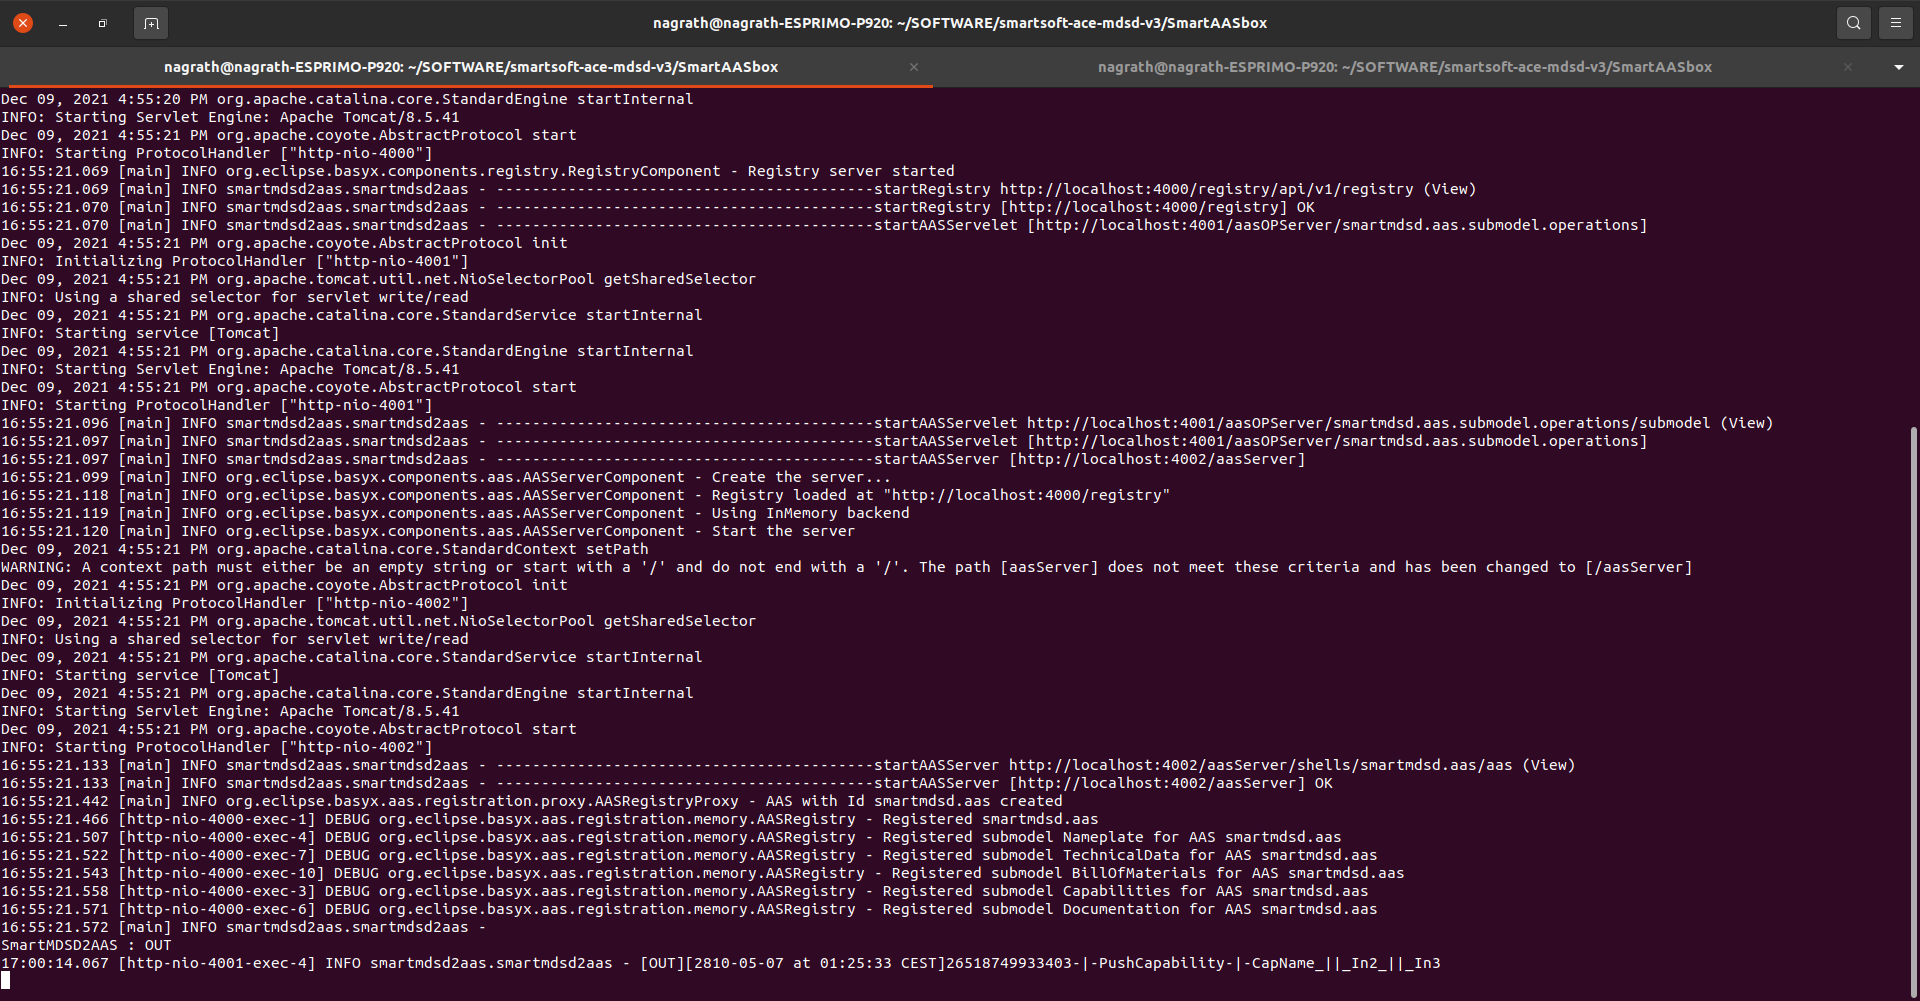 nagrath@nagrath-ESPRIMO-P920: ~/SOFTWARE/smartsoft-ace-mdsd-v3/SmartAASbox
nagrath@nagrath-ESPRIMO-P920: ~/SOFTWARE/smartsoft-ace-mdsd-v3/SmartAASbox
nagrath@nagrath-ESPRIMO-P920: ~/SOFTWARE/smartsoft-ace-mdsd-v3/SmartAASbox
Dec 09, 2021 4:55:20 PM org.apache.catalina.core.StandardEngine startInternal
INFO: Starting Servlet Engine: Apache Tomcat/8.5.41
Dec 09, 2021 4:55:21 PM org.apache.coyote.AbstractProtocol start
INFO: Starting ProtocolHandler ["http-nio-4000"]
16:55:21.069 [main] INFO org.eclipse.basyx.components.registry.RegistryComponent - Registry server started
16:55:21.069 [main] INFO smartmdsd2aas.smartmdsd2aas - ------------------------------------------startRegistry http://localhost:4000/registry/api/v1/registry (View)
16:55:21.070 [main] INFO smartmdsd2aas.smartmdsd2aas - ------------------------------------------startRegistry [http://localhost:4000/registry] OK
16:55:21.070 [main] INFO smartmdsd2aas.smartmdsd2aas - ------------------------------------------startAASServelet [http://localhost:4001/aasOPServer/smartmdsd.aas.submodel.operations]
Dec 09, 2021 4:55:21 PM org.apache.coyote.AbstractProtocol init
INFO: Initializing ProtocolHandler ["http-nio-4001"]
Dec 09, 2021 4:55:21 PM org.apache.tomcat.util.net.NioSelectorPool getSharedSelector
INFO: Using a shared selector for servlet write/read
Dec 09, 2021 4:55:21 PM org.apache.catalina.core.StandardService startInternal
INFO: Starting service [Tomcat]
Dec 09, 2021 4:55:21 PM org.apache.catalina.core.StandardEngine startInternal
INFO: Starting Servlet Engine: Apache Tomcat/8.5.41
Dec 09, 2021 4:55:21 PM org.apache.coyote.AbstractProtocol start
INFO: Starting ProtocolHandler ["http-nio-4001"]
16:55:21.096 [main] INFO smartmdsd2aas.smartmdsd2aas - ------------------------------------------startAASServelet http://localhost:4001/aasOPServer/smartmdsd.aas.submodel.operations/submodel (View)
16:55:21.097 [main] INFO smartmdsd2aas.smartmdsd2aas - ------------------------------------------startAASServelet [http://localhost:4001/aasOPServer/smartmdsd.aas.submodel.operations]
16:55:21.097 [main] INFO smartmdsd2aas.smartmdsd2aas - ------------------------------------------startAASServer [http://localhost:4002/aasServer]
16:55:21.099 [main] INFO org.eclipse.basyx.components.aas.AASServerComponent - Create the server...
16:55:21.118 [main] INFO org.eclipse.basyx.components.aas.AASServerComponent - Registry loaded at "http://localhost:4000/registry"
16:55:21.119 [main] INFO org.eclipse.basyx.components.aas.AASServerComponent - Using InMemory backend
16:55:21.120 [main] INFO org.eclipse.basyx.components.aas.AASServerComponent - Start the server
Dec 09, 2021 4:55:21 PM org.apache.catalina.core.StandardContext setPath
WARNING: A context path must either be an empty string or start with a '/' and do not end with a '/'. The path [aasServer] does not meet these criteria and has been changed to [/aasServer]
Dec 09, 2021 4:55:21 PM org.apache.coyote.AbstractProtocol init
INFO: Initializing ProtocolHandler ["http-nio-4002"]
Dec 09, 2021 4:55:21 PM org.apache.tomcat.util.net.NioSelectorPool getSharedSelector
INFO: Using a shared selector for servlet write/read
Dec 09, 2021 4:55:21 PM org.apache.catalina.core.StandardService startInternal
INFO: Starting service [Tomcat]
Dec 09, 2021 4:55:21 PM org.apache.catalina.core.StandardEngine startInternal
INFO: Starting Servlet Engine: Apache Tomcat/8.5.41
Dec 09, 2021 4:55:21 PM org.apache.coyote.AbstractProtocol start
INFO: Starting ProtocolHandler ["http-nio-4002"]
16:55:21.133 [main] INFO smartmdsd2aas.smartmdsd2aas - ------------------------------------------startAASServer http://localhost:4002/aasServer/shells/smartmdsd.aas/aas (View)
16:55:21.133 [main] INFO smartmdsd2aas.smartmdsd2aas - ------------------------------------------startAASServer [http://localhost:4002/aasServer] OK
16:55:21.442 [main] INFO org.eclipse.basyx.aas.registration.proxy.AASRegistryProxy - AAS with Id smartmdsd.aas created
16:55:21.466 [http-nio-4000-exec-1] DEBUG org.eclipse.basyx.aas.registration.memory.AASRegistry - Registered smartmdsd.aas
16:55:21.507 [http-nio-4000-exec-4] DEBUG org.eclipse.basyx.aas.registration.memory.AASRegistry - Registered submodel Nameplate for AAS smartmdsd.aas
16:55:21.522 [http-nio-4000-exec-7] DEBUG org.eclipse.basyx.aas.registration.memory.AASRegistry - Registered submodel TechnicalData for AAS smartmdsd.aas
16:55:21.543 [http-nio-4000-exec-10] DEBUG org.eclipse.basyx.aas.registration.memory.AASRegistry - Registered submodel BillOfMaterials for AAS smartmdsd.aas
16:55:21.558 [http-nio-4000-exec-3] DEBUG org.eclipse.basyx.aas.registration.memory.AASRegistry - Registered submodel Capabilities for AAS smartmdsd.aas
16:55:21.571 [http-nio-4000-exec-6] DEBUG org.eclipse.basyx.aas.registration.memory.AASRegistry - Registered submodel Documentation for AAS smartmdsd.aas
16:55:21.572 [main] INFO smartmdsd2aas.smartmdsd2aas -
SmartMDSD2AAS : OUT
17:00:14.067 [http-nio-4001-exec-4] INFO smartmdsd2aas.smartmdsd2aas - [OUT][2810-05-07 at 01:25:33 CEST]26518749933403-|-PushCapability-|-CapName_||_In2_||_In3